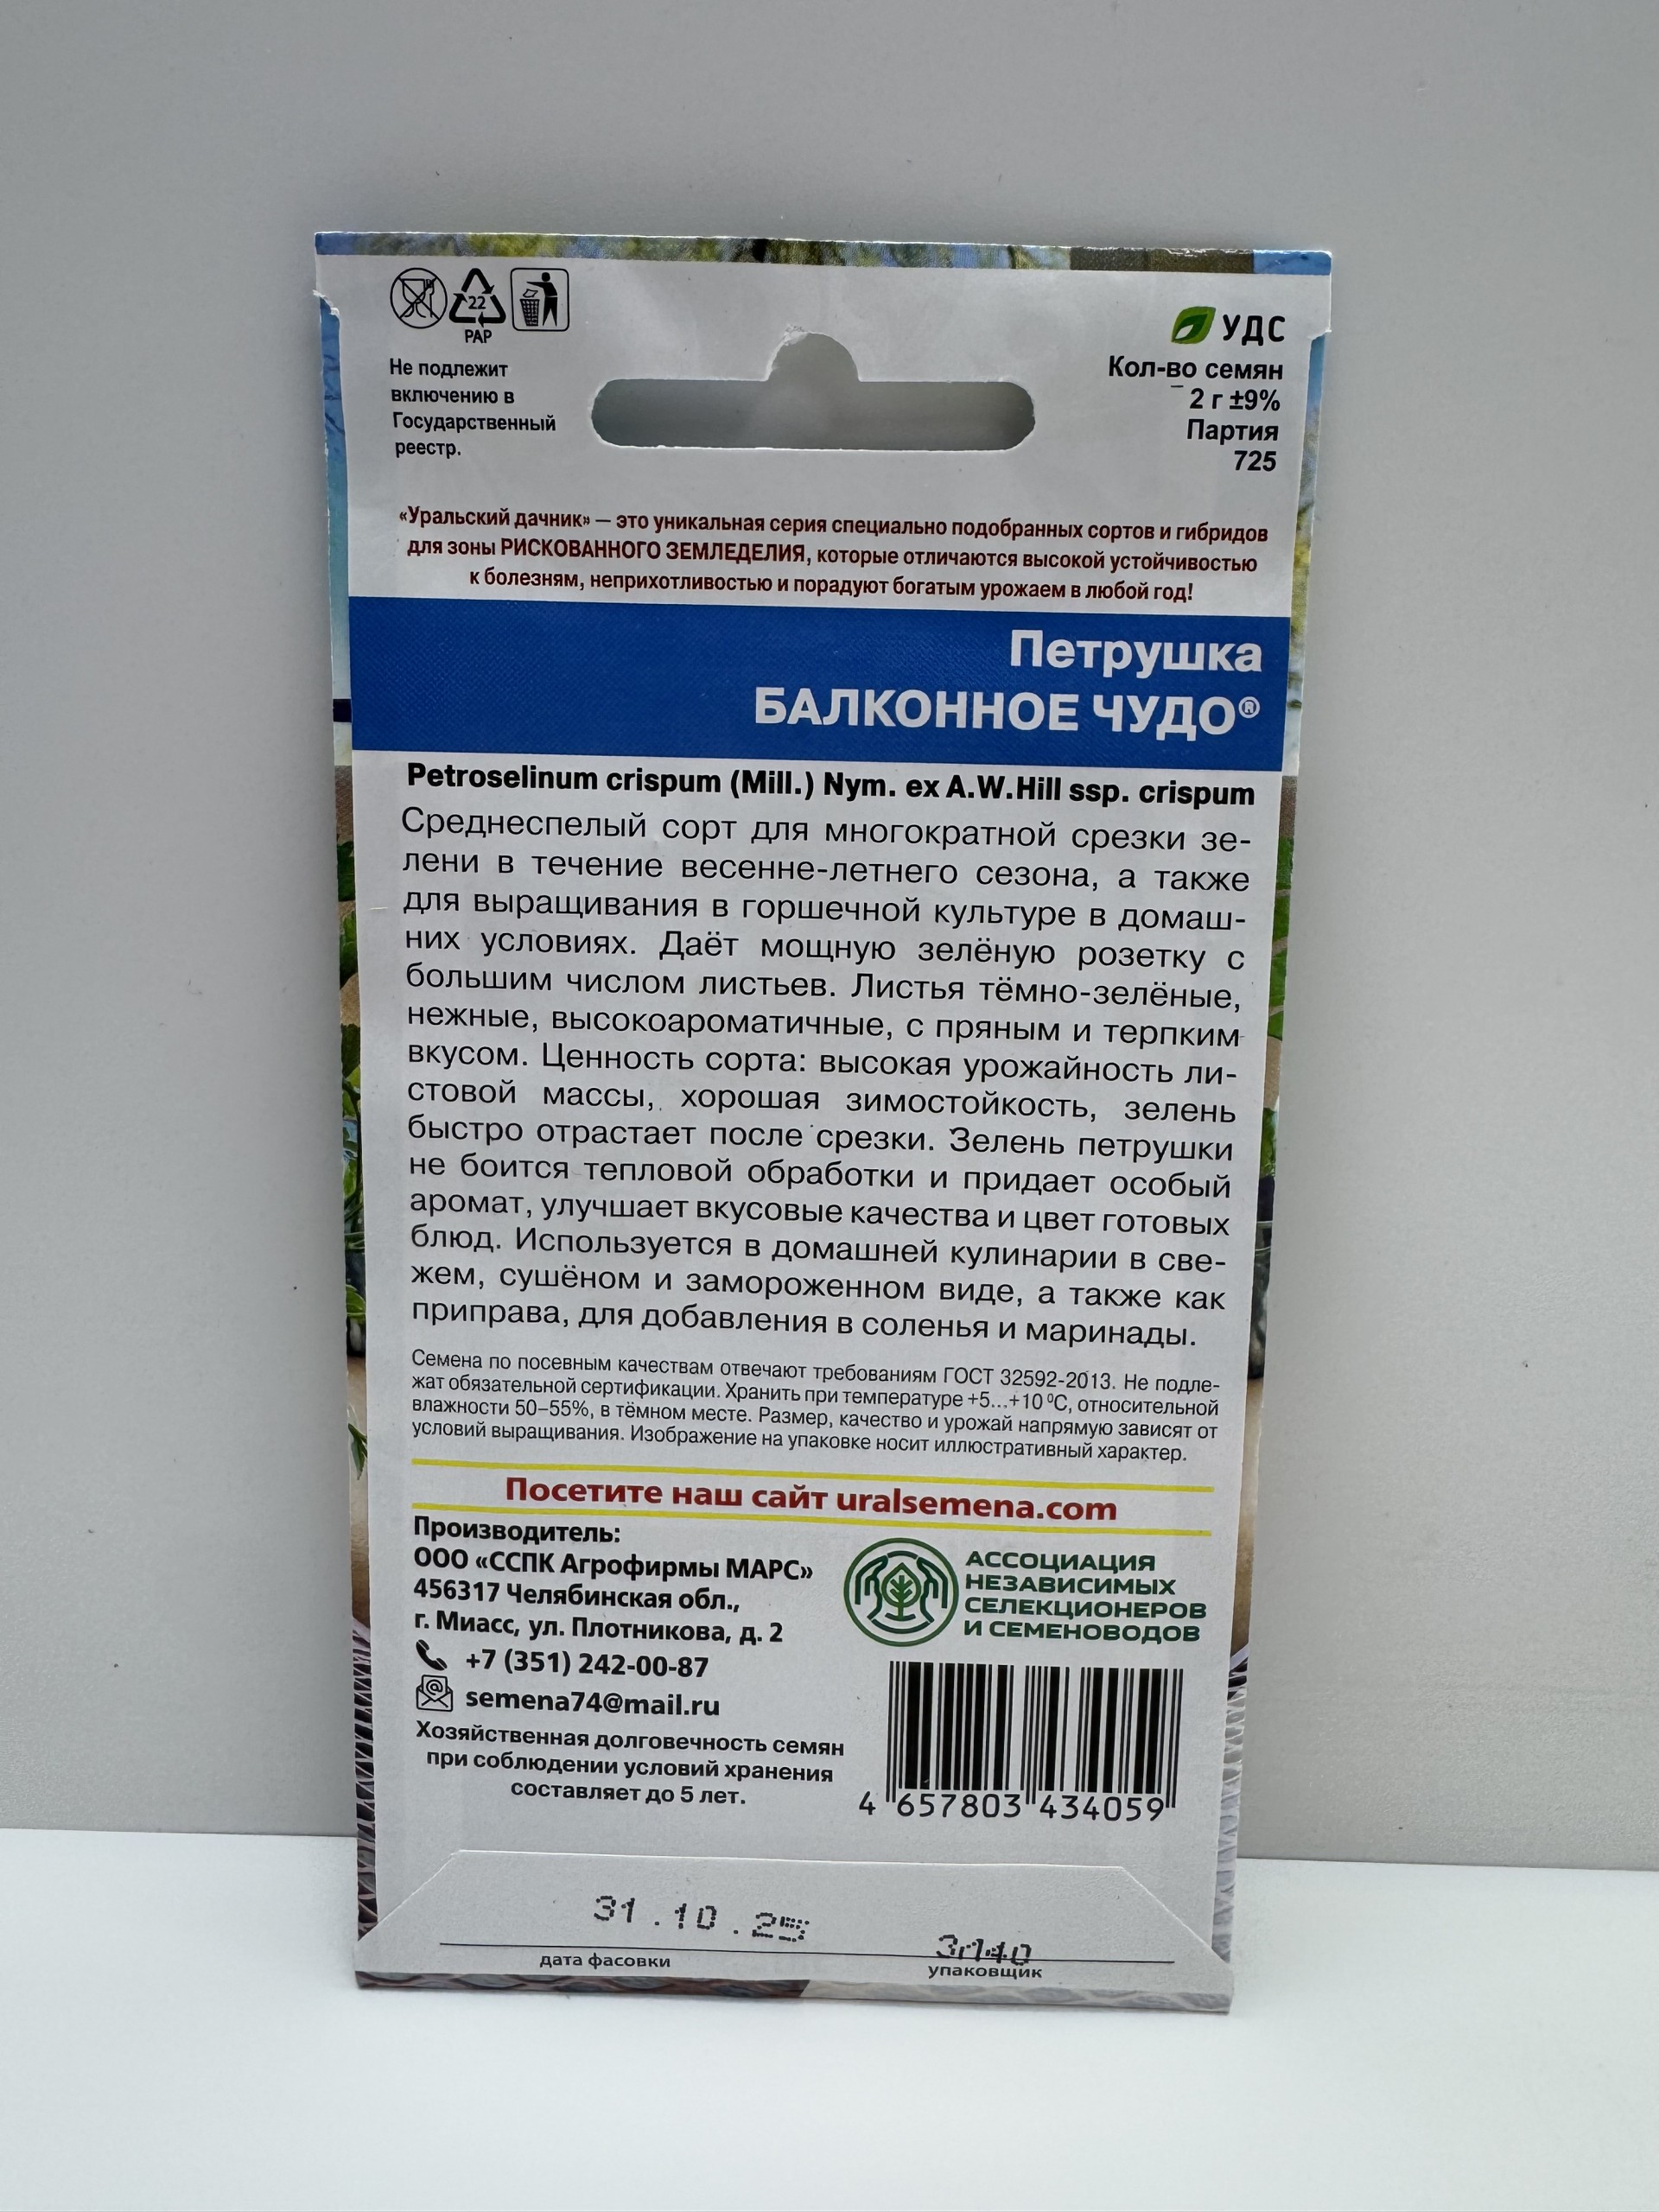 22
PAP
Не подлежит
включению в
Государственный
реестр.
УДС
Кол-во семян
2 г ±9%
Партия
725
«Уральский дачник» — это уникальная серия специально подобранных сортов и гибридов
для зоны РИСКОВАННОГО ЗЕМЛЕДЕЛИЯ, которые отличаются высокой устойчивостью
к болезням, неприхотливостью и порадуют богатым урожаем в любой год!
Петрушка
БАЛКОННОЕ ЧУДО®
Petroselinum crispum (Mill.) Nym. ex A.W.Hill ssp. crispum
Среднеспелый сорт для многократной срезки зе-
лени в течение весенне-летнего сезона, а также
для выращивания в горшечной культуре в домаш-
них условиях. Даёт мощную зелёную розетку с
большим числом листьев. Листья тёмно-зелёные,
нежные, высокоароматичные, с пряным и терпким
вкусом. Ценность сорта: высокая урожайность ли-
стовой массы, хорошая зимостойкость, зелень
быстро отрастает после срезки. Зелень петрушки
не боится тепловой обработки и придает особый
аромат, улучшает вкусовые качества и цвет готовых
блюд. Используется в домашней кулинарии в све-
жем, сушёном и замороженном виде, а также как
приправа, для добавления в соленья и маринады.
Семена по посевным качествам отвечают требованиям ГОСТ 32592-2013. Не подле-
жат обязательной сертификации. Хранить при температуре +5...+10 ⁰С, относительной
влажности 50–55%, в тёмном месте. Размер, качество и урожай напрямую зависят от
условий выращивания. Изображение на упаковке носит иллюстративный характер.
Посетите наш сайт uralsemena.com
Производитель:
ООО «ССПК Агрофирмы МАРС»
456317 Челябинская обл.,
г. Миасс, ул. Плотникова, д. 2
+7 (351) 242-00-87
semena74@mail.ru
Хозяйственная долговечность семян
при соблюдении условий хранения
составляет до 5 лет.
АССОЦИАЦИЯ
НЕЗАВИСИМЫХ
СЕЛЕКЦИОНЕРОВ
И СЕМЕНОВОДОВ
4 657803 434059
31.10.25
дата фасовки
упаковщик